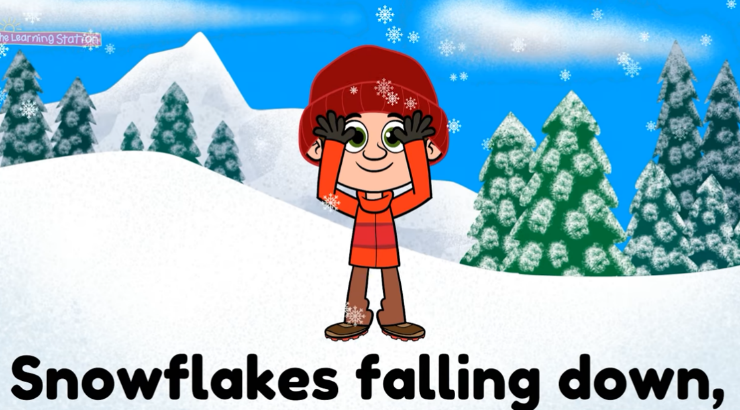 The Learning Station
Snowflakes falling down,